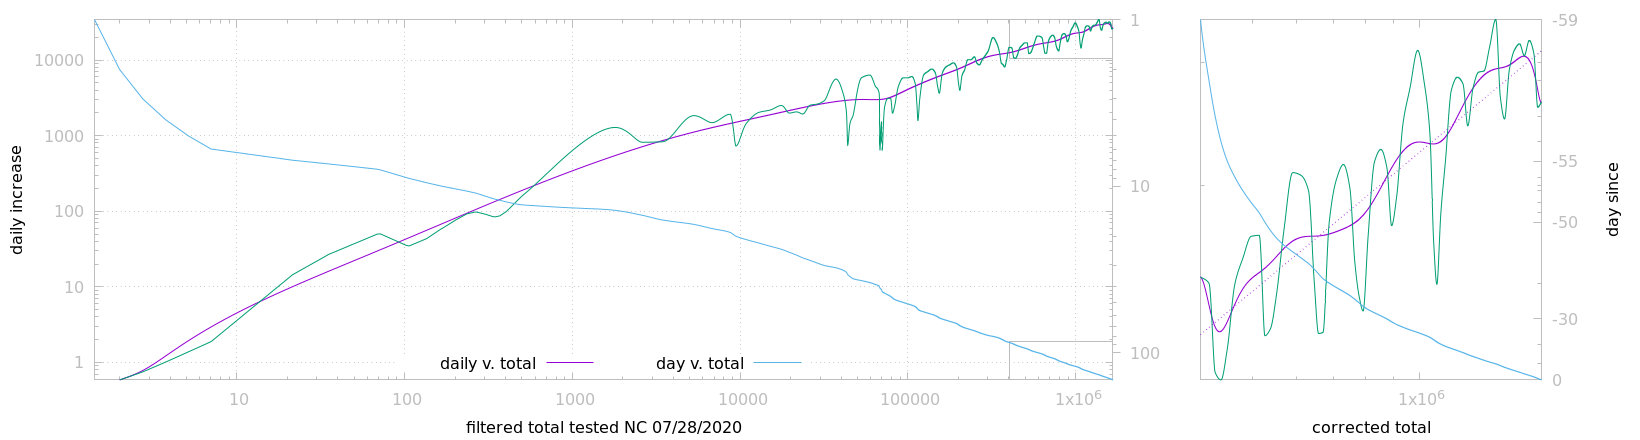 10000
1000
100
10
1
daily increase
1
10
100
daily v. total
day v. total
10
100
1000
10000
100000
1x10^6
filtered total tested NC 07/28/2020
-59
-55
-50
-30
0
day since
1x10^6
corrected total